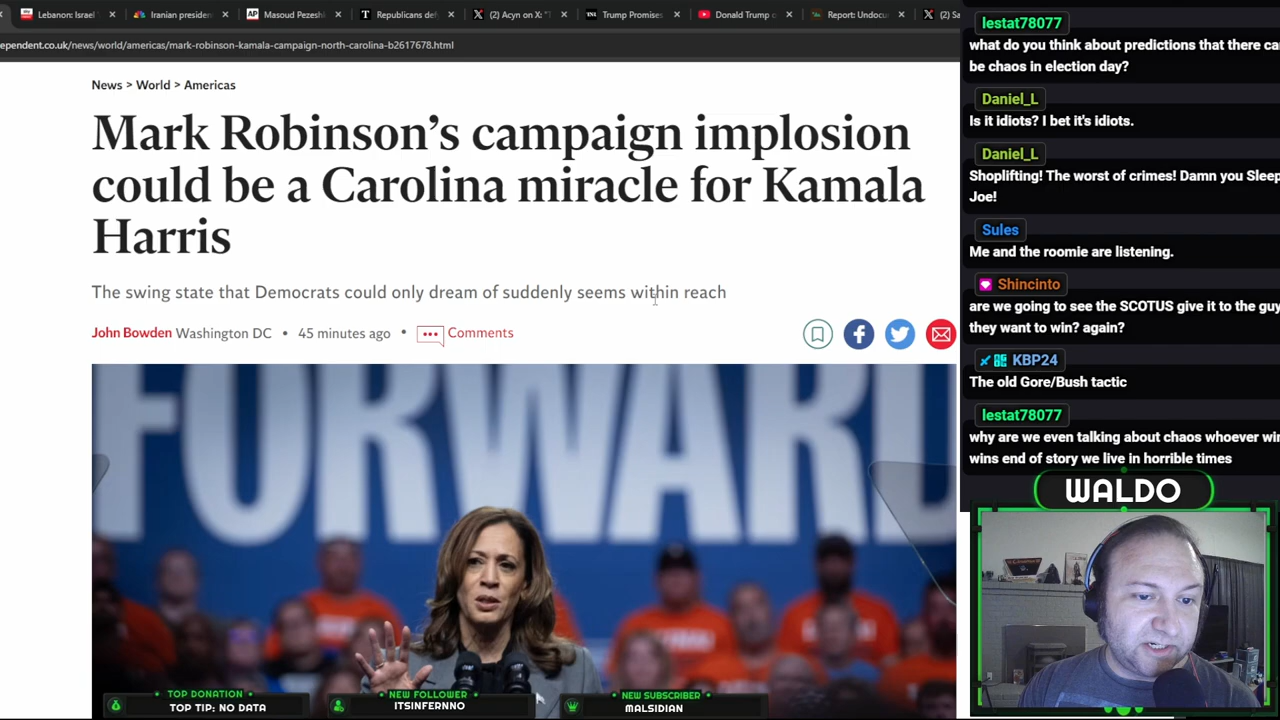 Lebanon: Israel
Iranian presiden
AP Masoud Pezeshk
T Republicans def
(2) Acyn on X: "T
TNR Trump Promises
Donald Trump c
Report: Undocu
(2) Sa
ependent.co.uk/news/world/americas/mark-robinson-kamala-campaign-north-carolina-b2617678.html
News > World > Americas
Mark Robinson’s campaign implosion
could be a Carolina miracle for Kamala
Harris
The swing state that Democrats could only dream of suddenly seems within reach
John Bowden Washington DC • 45 minutes ago • Comments
FORWARD
TOP DONATION
TOP TIP: NO DATA
NEW FOLLOWER
ITSINFERNNO
NEW SUBSCRIBER
MALSIDIAN
lestat78077
what do you think about predictions that there ca
be chaos in election day?
Daniel_L
Is it idiots? I bet it's idiots.
Daniel_L
Shoplifting! The worst of crimes! Damn you Sleep
Joe!
Sules
Me and the roomie are listening.
Shincinto
are we going to see the SCOTUS give it to the guy
they want to win? again?
KBP24
The old Gore/Bush tactic
lestat78077
why are we even talking about chaos whoever wi
wins end of story we live in horrible times
WALDO